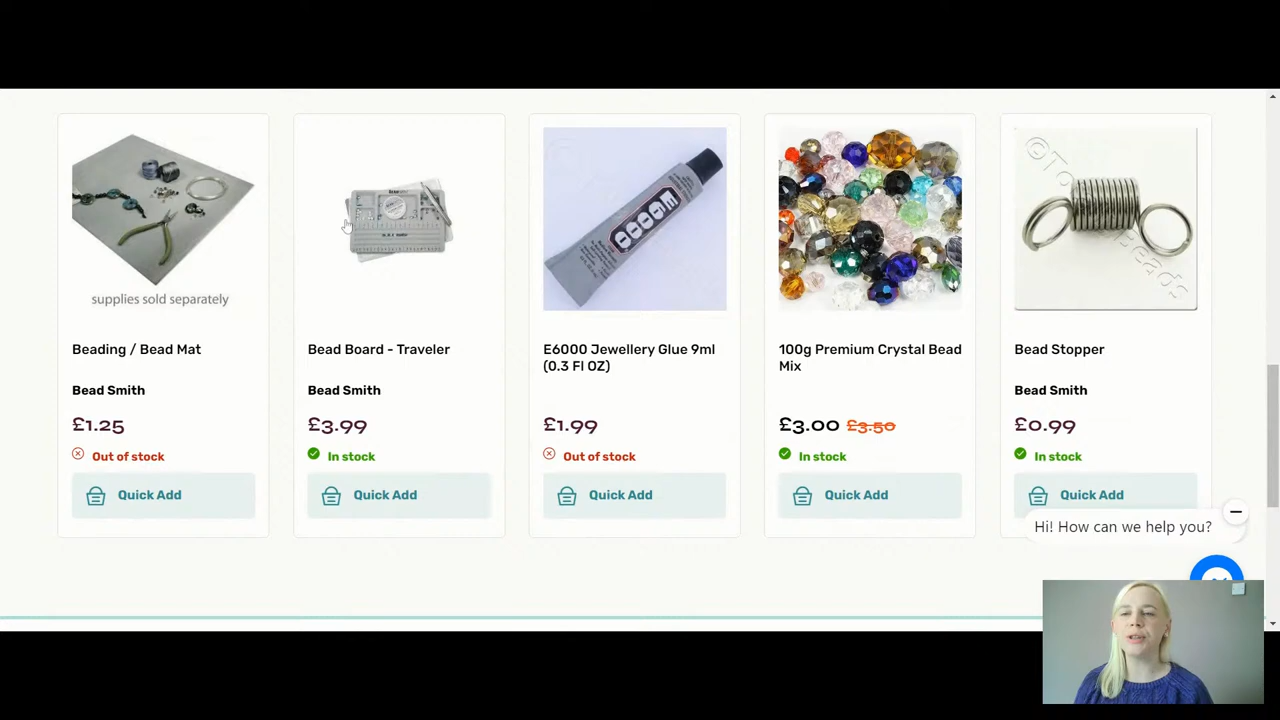 supplies sold separately
Beading / Bead Mat
Bead Smith
£1.25
Out of stock
Quick Add
Bead Board - Traveler
Bead Smith
£3.99
In stock
Quick Add
E6000
E6000 Jewellery Glue 9ml
(0.3 Fl OZ)
£1.99
Out of stock
Quick Add
100g Premium Crystal Bead
Mix
£3.00 £3.50
In stock
Quick Add
Bead Stopper
Bead Smith
£0.99
In stock
Quick Add
Hi! How can we help you?